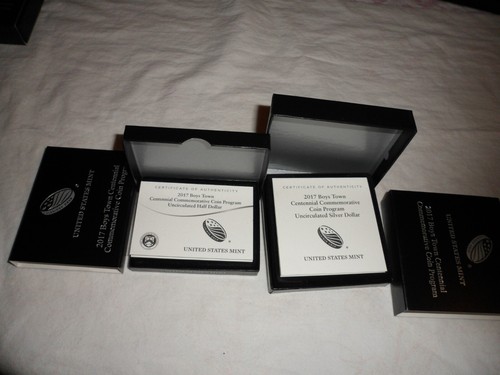 UNITED STATES MINT
2017 Boys Town Centennial
Commemorative Coin Program
CERTIFICATE OF AUTHENTICITY
2017 Boys Town
Centennial Commemorative Coin Program
Uncirculated Half Dollar
UNITED STATES MINT
CERTIFICATE OF AUTHENTICITY
2017 Boys Town
Centennial Commemorative
Coin Program
Uncirculated Silver Dollar
UNITED STATES MINT
UNITED STATES MINT
2017 Boys Town Centennial
Commemorative Coin Program